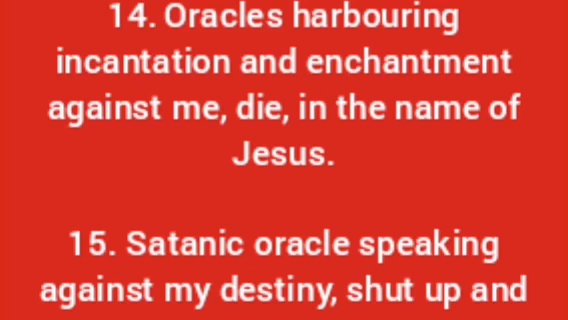 14. Oracles harbouring
incantation and enchantment
against me, die, in the name of
Jesus.
15. Satanic oracle speaking
against my destiny, shut up and